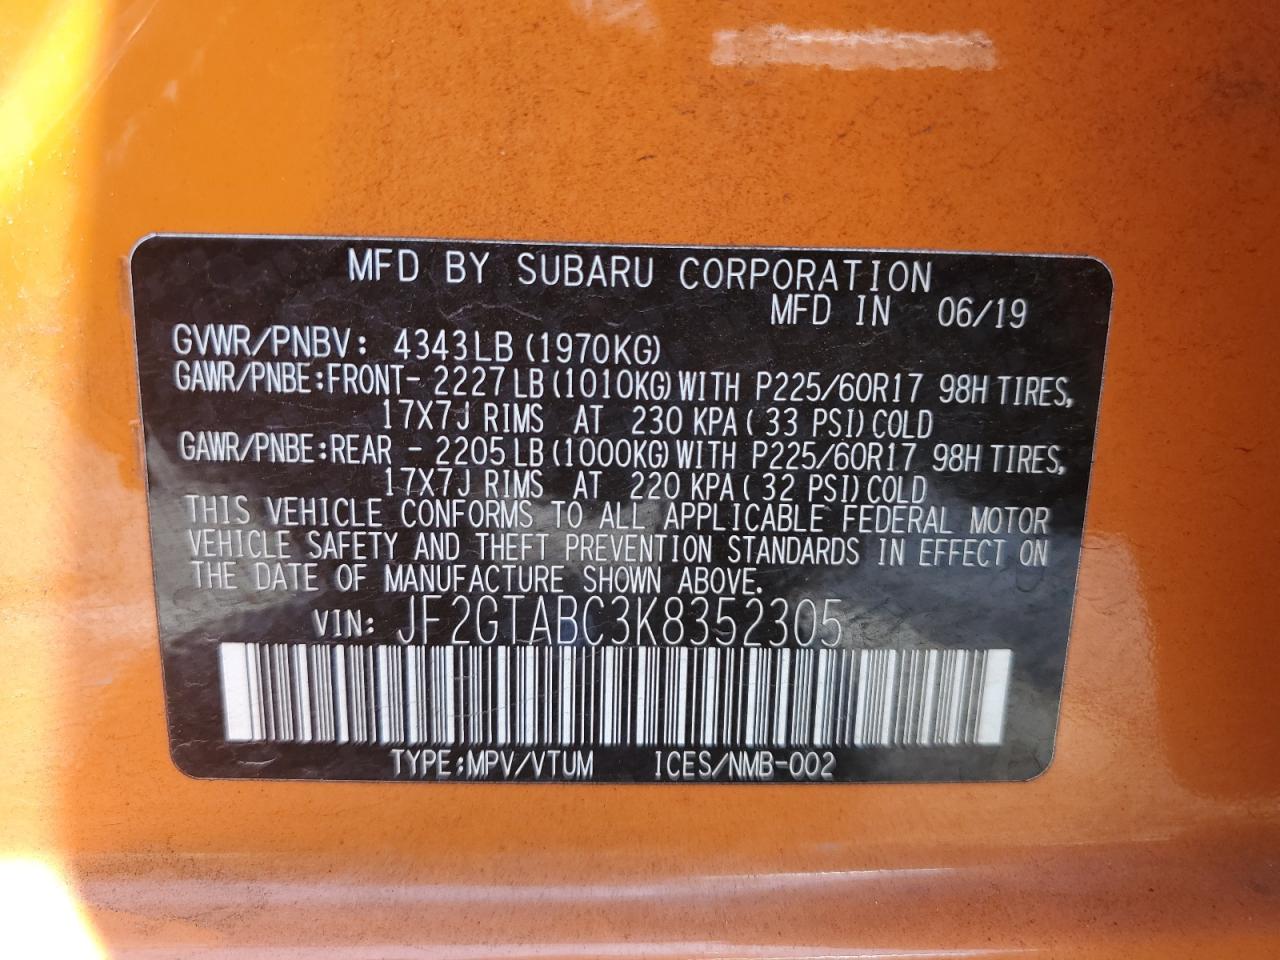 MFD BY SUBARU CORPORATION
MFD IN 06/19
GVWR/PNBV: 4343LB (1970KG)
GAWR/PNBE:FRONT- 2227 LB (1010KG) WITH P225/60R17 98H TIRES,
17X7J RIMS AT 230 KPA ( 33 PSI) COLD
GAWR/PNBE:REAR - 2205 LB (1000KG) WITH P225/60R17 98H TIRES,
17X7J RIMS AT 220 KPA ( 32 PSI) COLD
THIS VEHICLE CONFORMS TO ALL APPLICABLE FEDERAL MOTOR
VEHICLE SAFETY AND THEFT PREVENTION STANDARDS IN EFFECT ON
THE DATE OF MANUFACTURE SHOWN ABOVE.
VIN: JF2GTABC3K8352305
TYPE:MPV/VTUM ICES/NMB-002